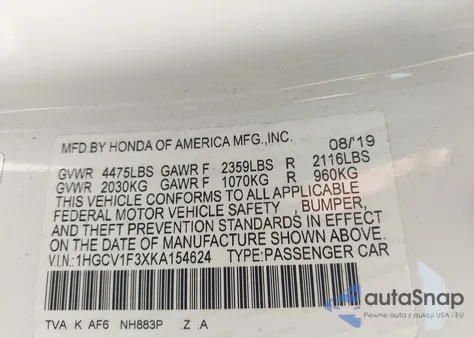 MFD.BY HONDA OF AMERICA MFG.,INC. 08/'19
GVWR 4475LBS GAWR F 2359LBS R 2116LBS
GVWR 2030KG GAWR F 1070KG R 960KG
THIS VEHICLE CONFORMS TO ALL APPLICABLE
FEDERAL MOTOR VEHICLE SAFETY , BUMPER,
AND THEFT PREVENTION STANDARDS IN EFFECT
ON THE DATE OF MANUFACTURE SHOWN ABOVE.
V.I.N.:1HGCV1F3XKA154624 TYPE:PASSENGER CAR
TVA K AF6 NH883P .Z .A
autoSnap
Pewne auta z aukcji USA i EU